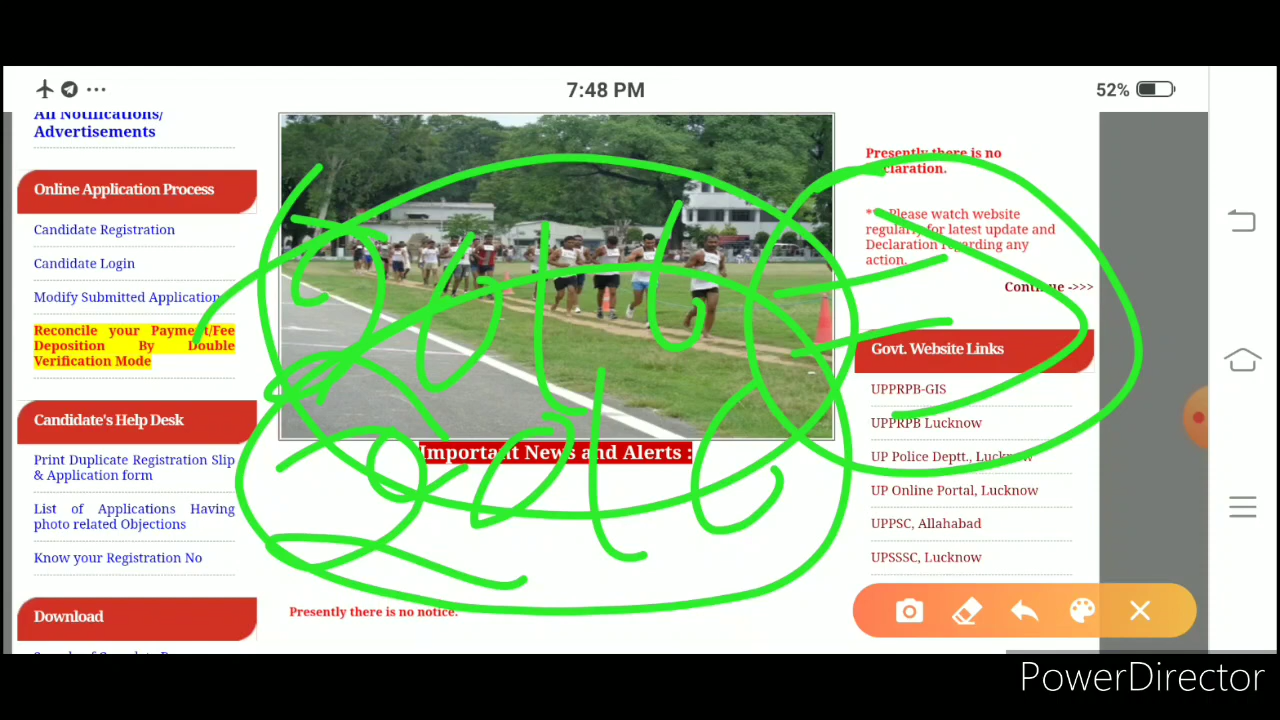 7:48 PM
52%
All Notifications/
Advertisements
Online Application Process
Candidate Registration
Candidate Login
Modify Submitted Application
Reconcile your Payment/Fee
Deposition By Double
Verification Mode
Candidate's Help Desk
Print Duplicate Registration Slip
& Application form
List of Applications Having
photo related Objections
Know your Registration No
Download
Important News and Alerts :
Presently there is no notice.
Presently there is no
Declaration.
Please watch website
regularly for latest update and
Declaration regarding any
action.
Continue ->>>
Govt. Website Links
UPPRPB-GIS
UPPRPB Lucknow
UP Police Deptt., Lucknow
UP Online Portal, Lucknow
UPPSC, Allahabad
UPSSSC, Lucknow
PowerDirector